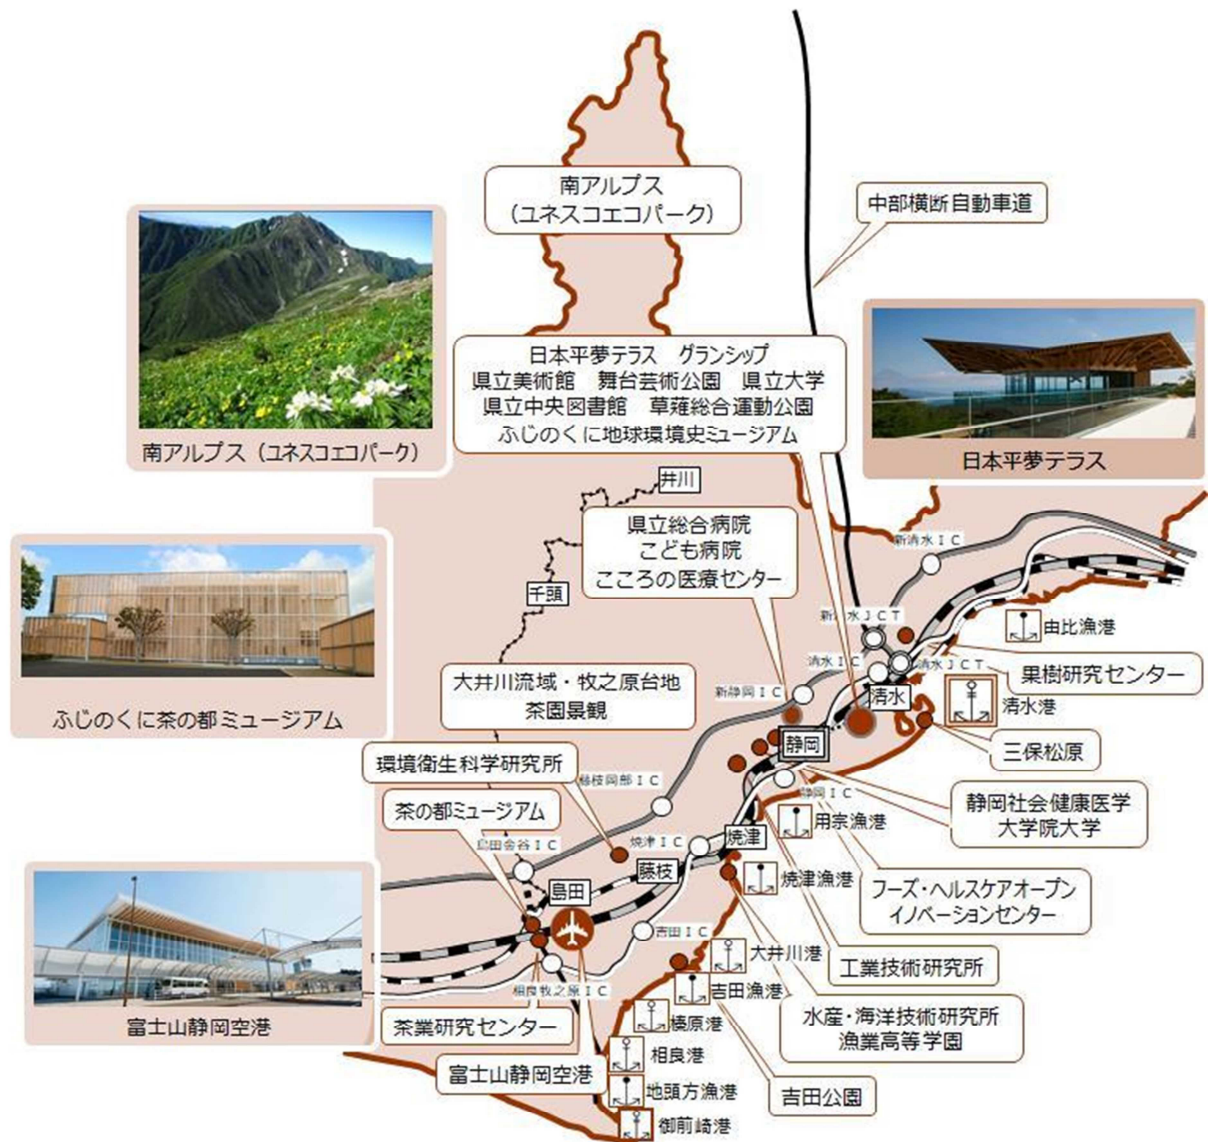 南アルプス
(ユネスコエコパーク)
中部横断自動車道
南アルプス (ユネスコエコパーク)
日本平夢テラス グランシップ
県立美術館 舞台芸術公園 県立大学
県立中央図書館 草薙総合運動公園
ふじのくに地球環境史ミュージアム
日本平夢テラス
井川
県立総合病院
こども病院
こころの医療センター
新清水IC
千頭
新清水JCT
由比漁港
清水IC
清水JCT
果樹研究センター
大井川流域・牧之原台地
茶園景観
新静岡IC
清水
清水港
ふじのくに茶の都ミュージアム
静岡
三保松原
環境衛生科学研究所
藤枝岡部IC
静岡IC
静岡社会健康医学
大学院大学
茶の都ミュージアム
用宗漁港
島田金谷IC
焼津IC
焼津
藤枝
島田
焼津漁港
フーズ・ヘルスケアオープン
イノベーションセンター
吉田IC
大井川港
工業技術研究所
相良牧之原IC
吉田漁港
富士山静岡空港
茶業研究センター
榛原港
水産・海洋技術研究所
漁業高等学園
相良港
富士山静岡空港
地頭方漁港
吉田公園
御前崎港